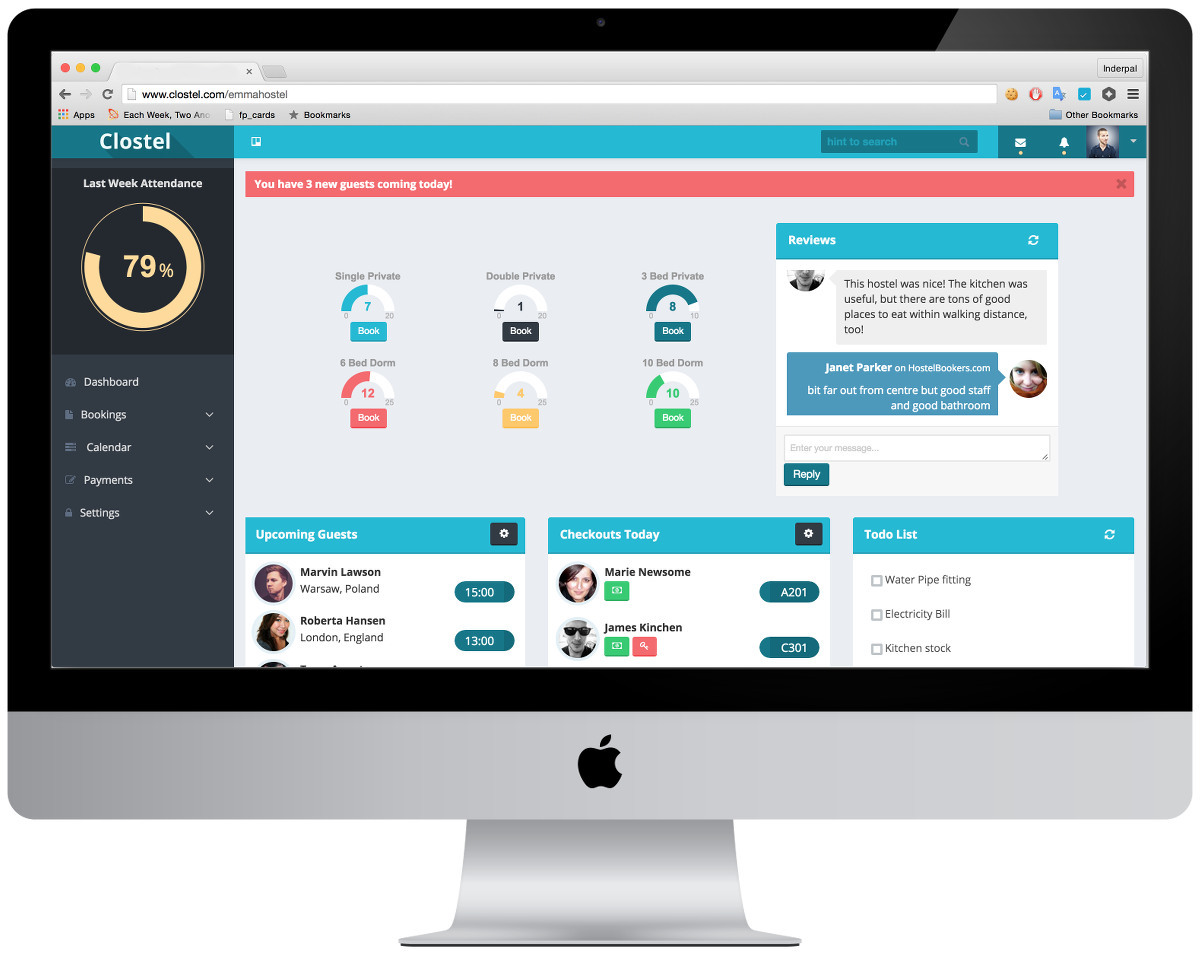 Inderpal
www.clostel.com/emmahostel
Apps
Each Week, Two And
fp_cards
Bookmarks
Other Bookmarks
Clostel
hint to search
Last Week Attendance
79%
Dashboard
Bookings
Calendar
Payments
Settings
You have 3 new guests coming today!
Single Private
7
0 20
Book
Double Private
1
0 20
Book
3 Bed Private
8
0 10
Book
6 Bed Dorm
12
0 25
Book
8 Bed Dorm
4
0 25
Book
10 Bed Dorm
10
0 25
Book
Reviews
This hostel was nice! The kitchen was
useful, but there are tons of good
places to eat within walking distance,
too!
Janet Parker on HostelBookers.com
bit far out from centre but good staff
and good bathroom
Enter your message...
Reply
Upcoming Guests
Marvin Lawson
Warsaw, Poland
15:00
Roberta Hansen
London, England
13:00
Checkouts Today
Marie Newsome
A201
James Kinchen
C301
Todo List
Water Pipe fitting
Electricity Bill
Kitchen stock